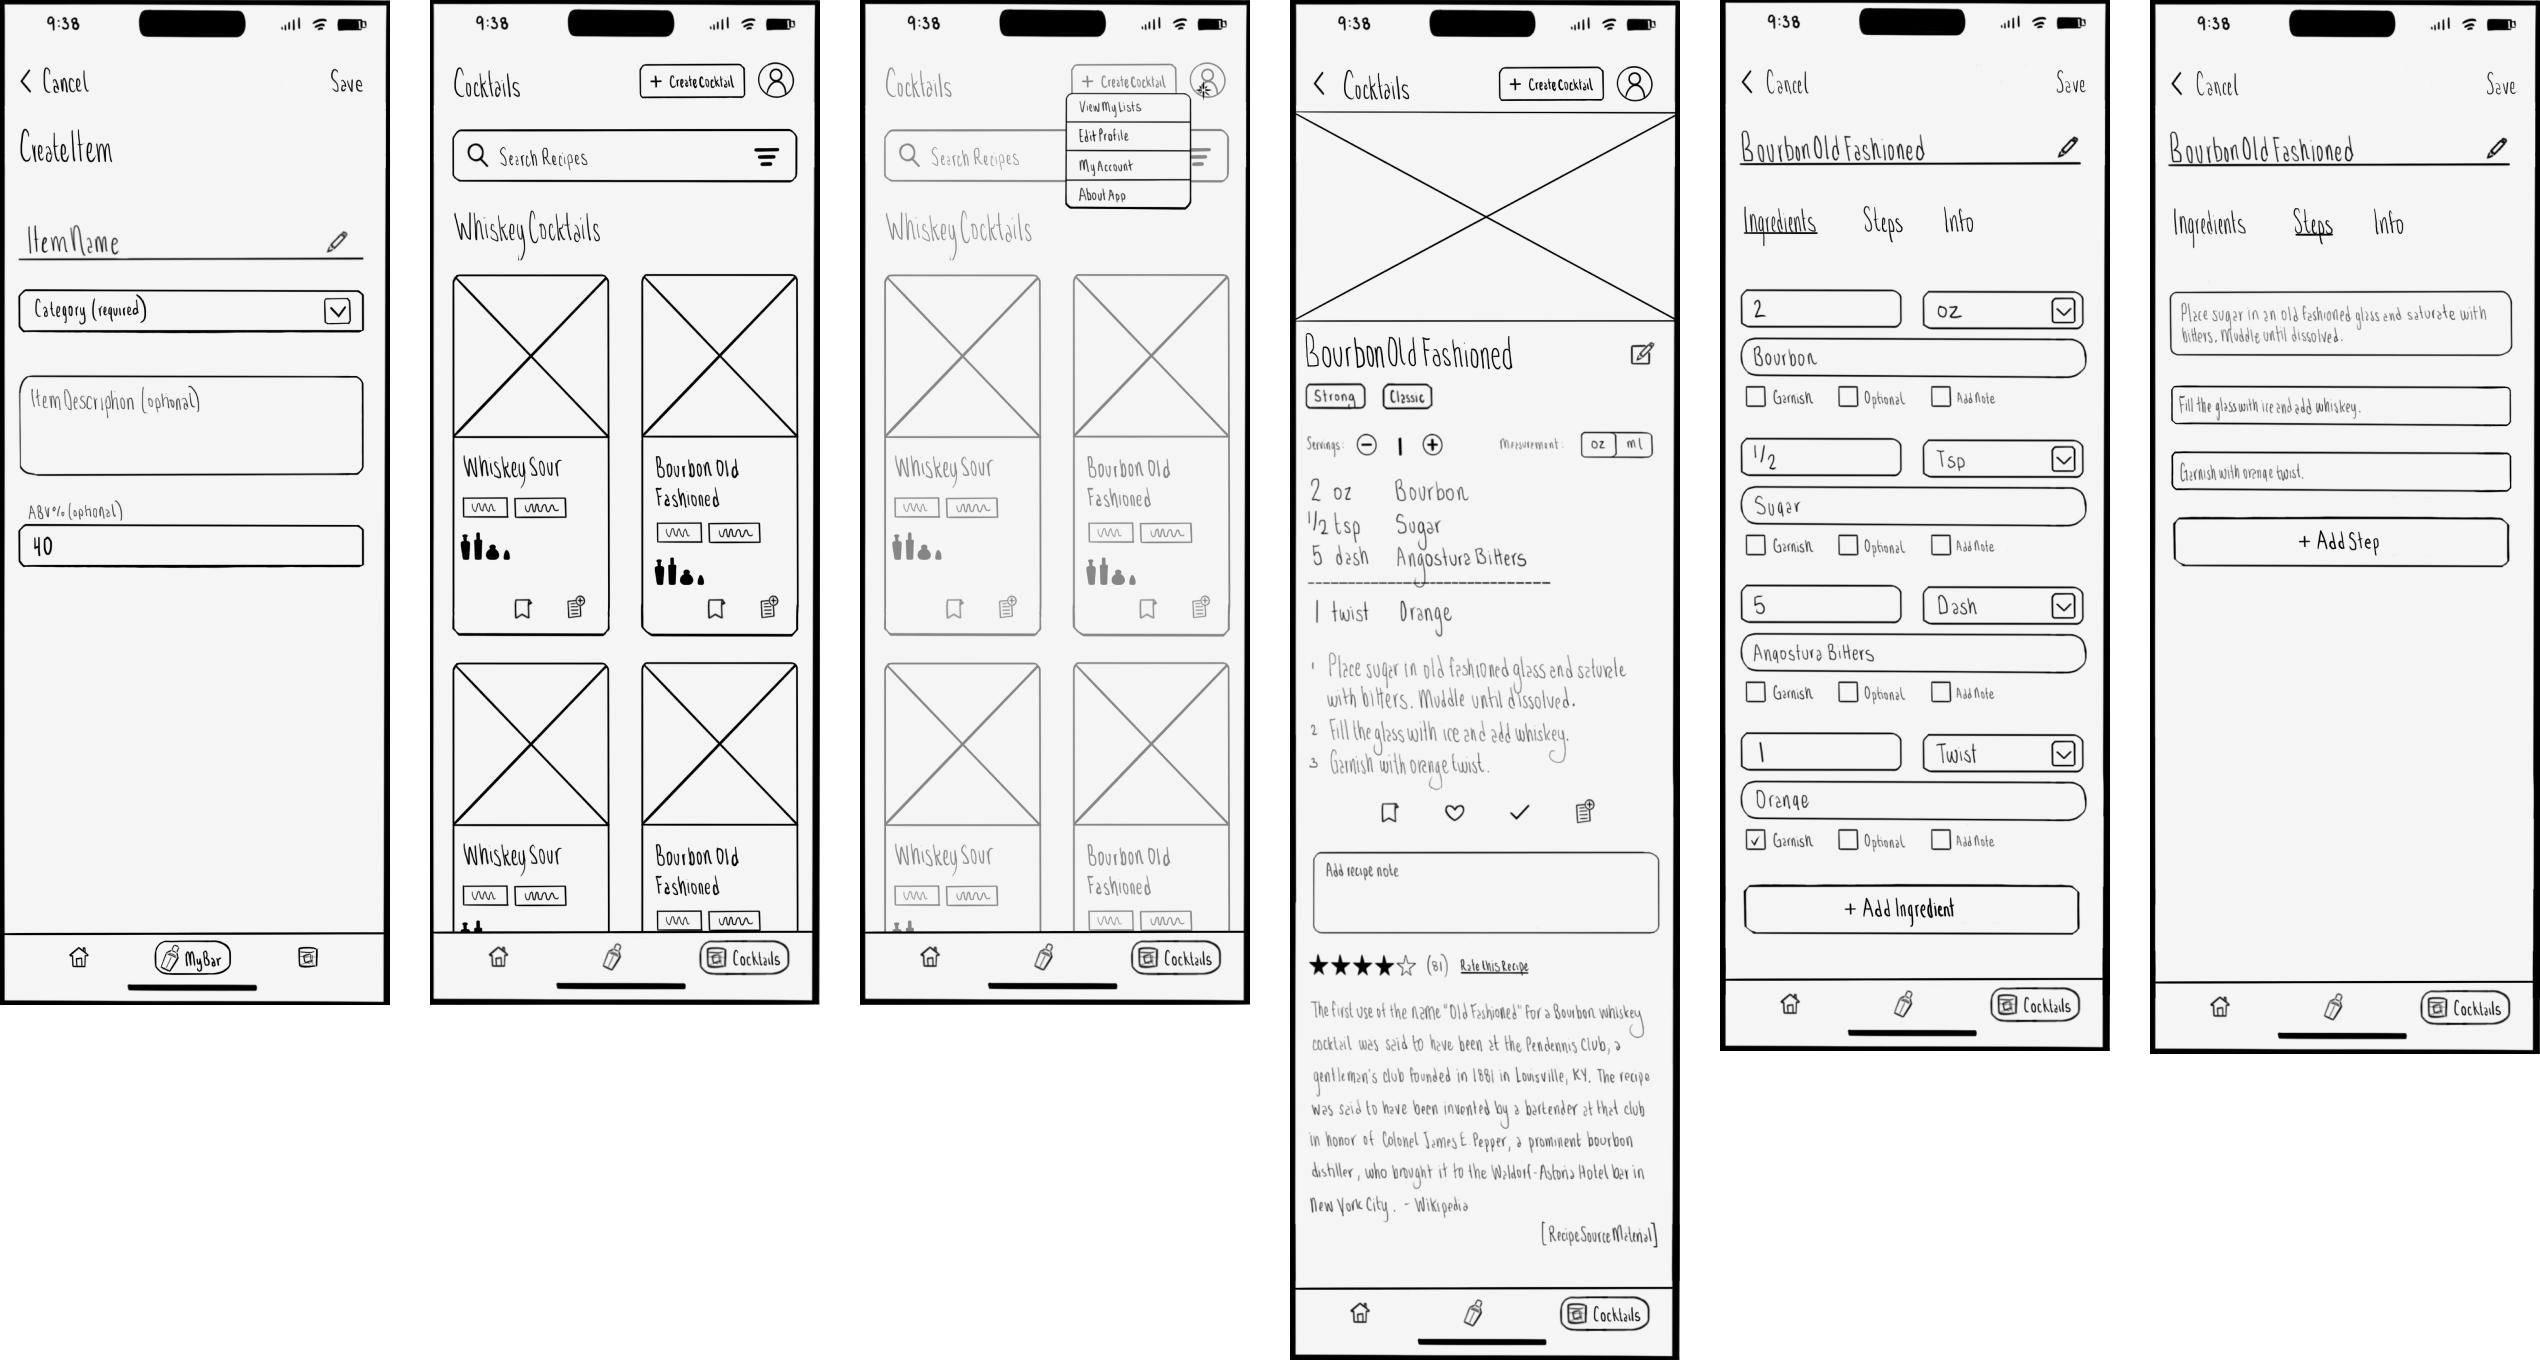 9:38
< Cancel
Save
Create Item
Item Name
Category (required)
Item Description (optional)
ABV% (optional)
40
MyBar
9:38
Cocktails
+ Create Cocktail
Search Recipes
Whiskey Cocktails
Whiskey Sour
Bourbon Old
Fashioned
Whiskey Sour
Bourbon Old
Fashioned
Cocktails
9:38
Cocktails
+ Create Cocktail
View My Lists
Edit Profile
My Account
About App
Search Recipes
Whiskey Cocktails
Whiskey Sour
Bourbon Old
Fashioned
Whiskey Sour
Bourbon Old
Fashioned
Cocktails
9:38
< Cocktails
+ Create Cocktail
Bourbon Old Fashioned
Strong
Classic
Servings: 1
Measurement: oz ml
2 oz Bourbon
1/2 tsp Sugar
5 dash Angostura Bitters
1 twist Orange
1 Place sugar in old fashioned glass and saturate
with bitters. Muddle until dissolved.
2 Fill the glass with ice and add whiskey.
3 Garnish with orange twist.
Add recipe note
(81) Rate this Recipe
The first use of the name "Old Fashioned" for a Bourbon whiskey
cocktail was said to have been at the Pendennis Club, a
gentleman's club founded in 1881 in Louisville, KY. The recipe
was said to have been invented by a bartender at that club
in honor of Colonel James E. Pepper, a prominent bourbon
distiller, who brought it to the Waldorf-Astoria Hotel bar in
New York City. - Wikipedia
[Recipe Source Material]
Cocktails
9:38
< Cancel
Save
Bourbon Old Fashioned
Ingredients Steps Info
2 oz
Bourbon
Garnish Optional Add Note
1/2 Tsp
Sugar
Garnish Optional Add Note
5 Dash
Angostura Bitters
Garnish Optional Add Note
1 Twist
Orange
Garnish Optional Add Note
+ Add Ingredient
Cocktails
9:38
< Cancel
Save
Bourbon Old Fashioned
Ingredients Steps Info
Place sugar in an old fashioned glass and saturate with
bitters. Muddle until dissolved.
Fill the glass with ice and add whiskey.
Garnish with orange twist.
+ Add Step
Cocktails